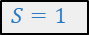 S = 1